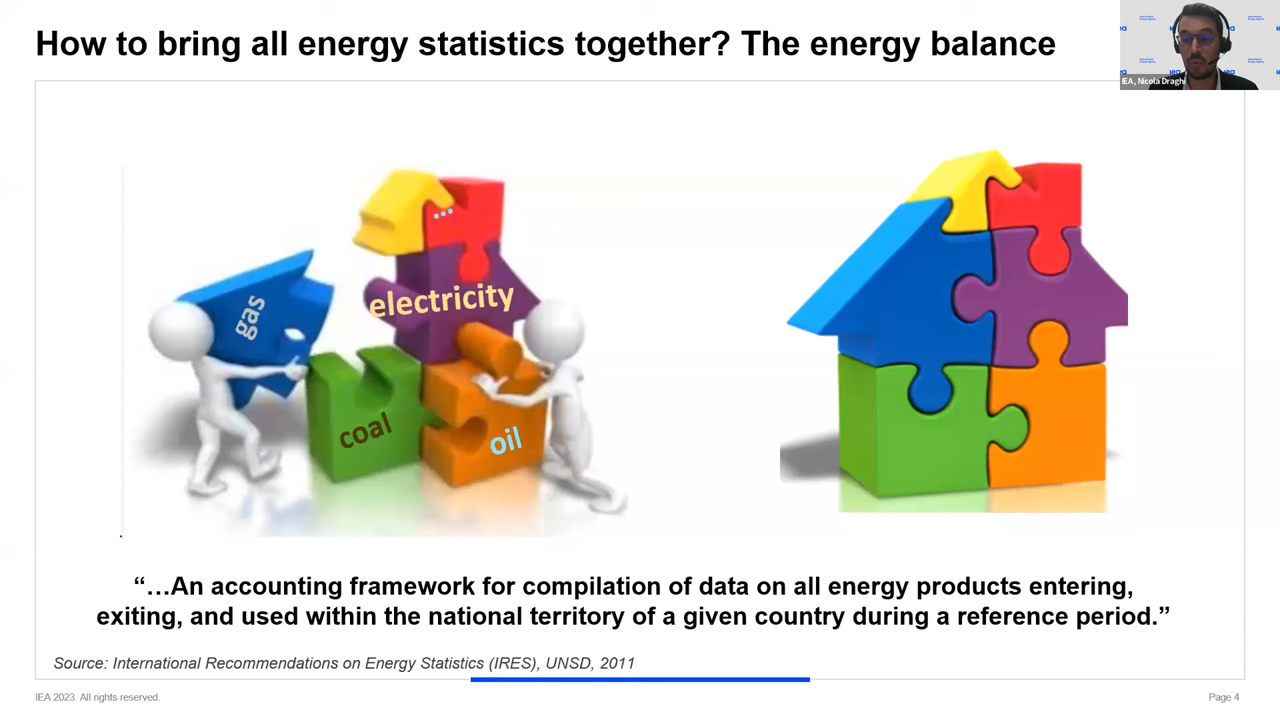 How to bring all energy statistics together? The energy balance
IEA, Nicola Draghi
...
gas
electricity
coal
oil
“…An accounting framework for compilation of data on all energy products entering,
exiting, and used within the national territory of a given country during a reference period.”
Source: International Recommendations on Energy Statistics (IRES), UNSD, 2011
IEA 2023. All rights reserved.
Page 4